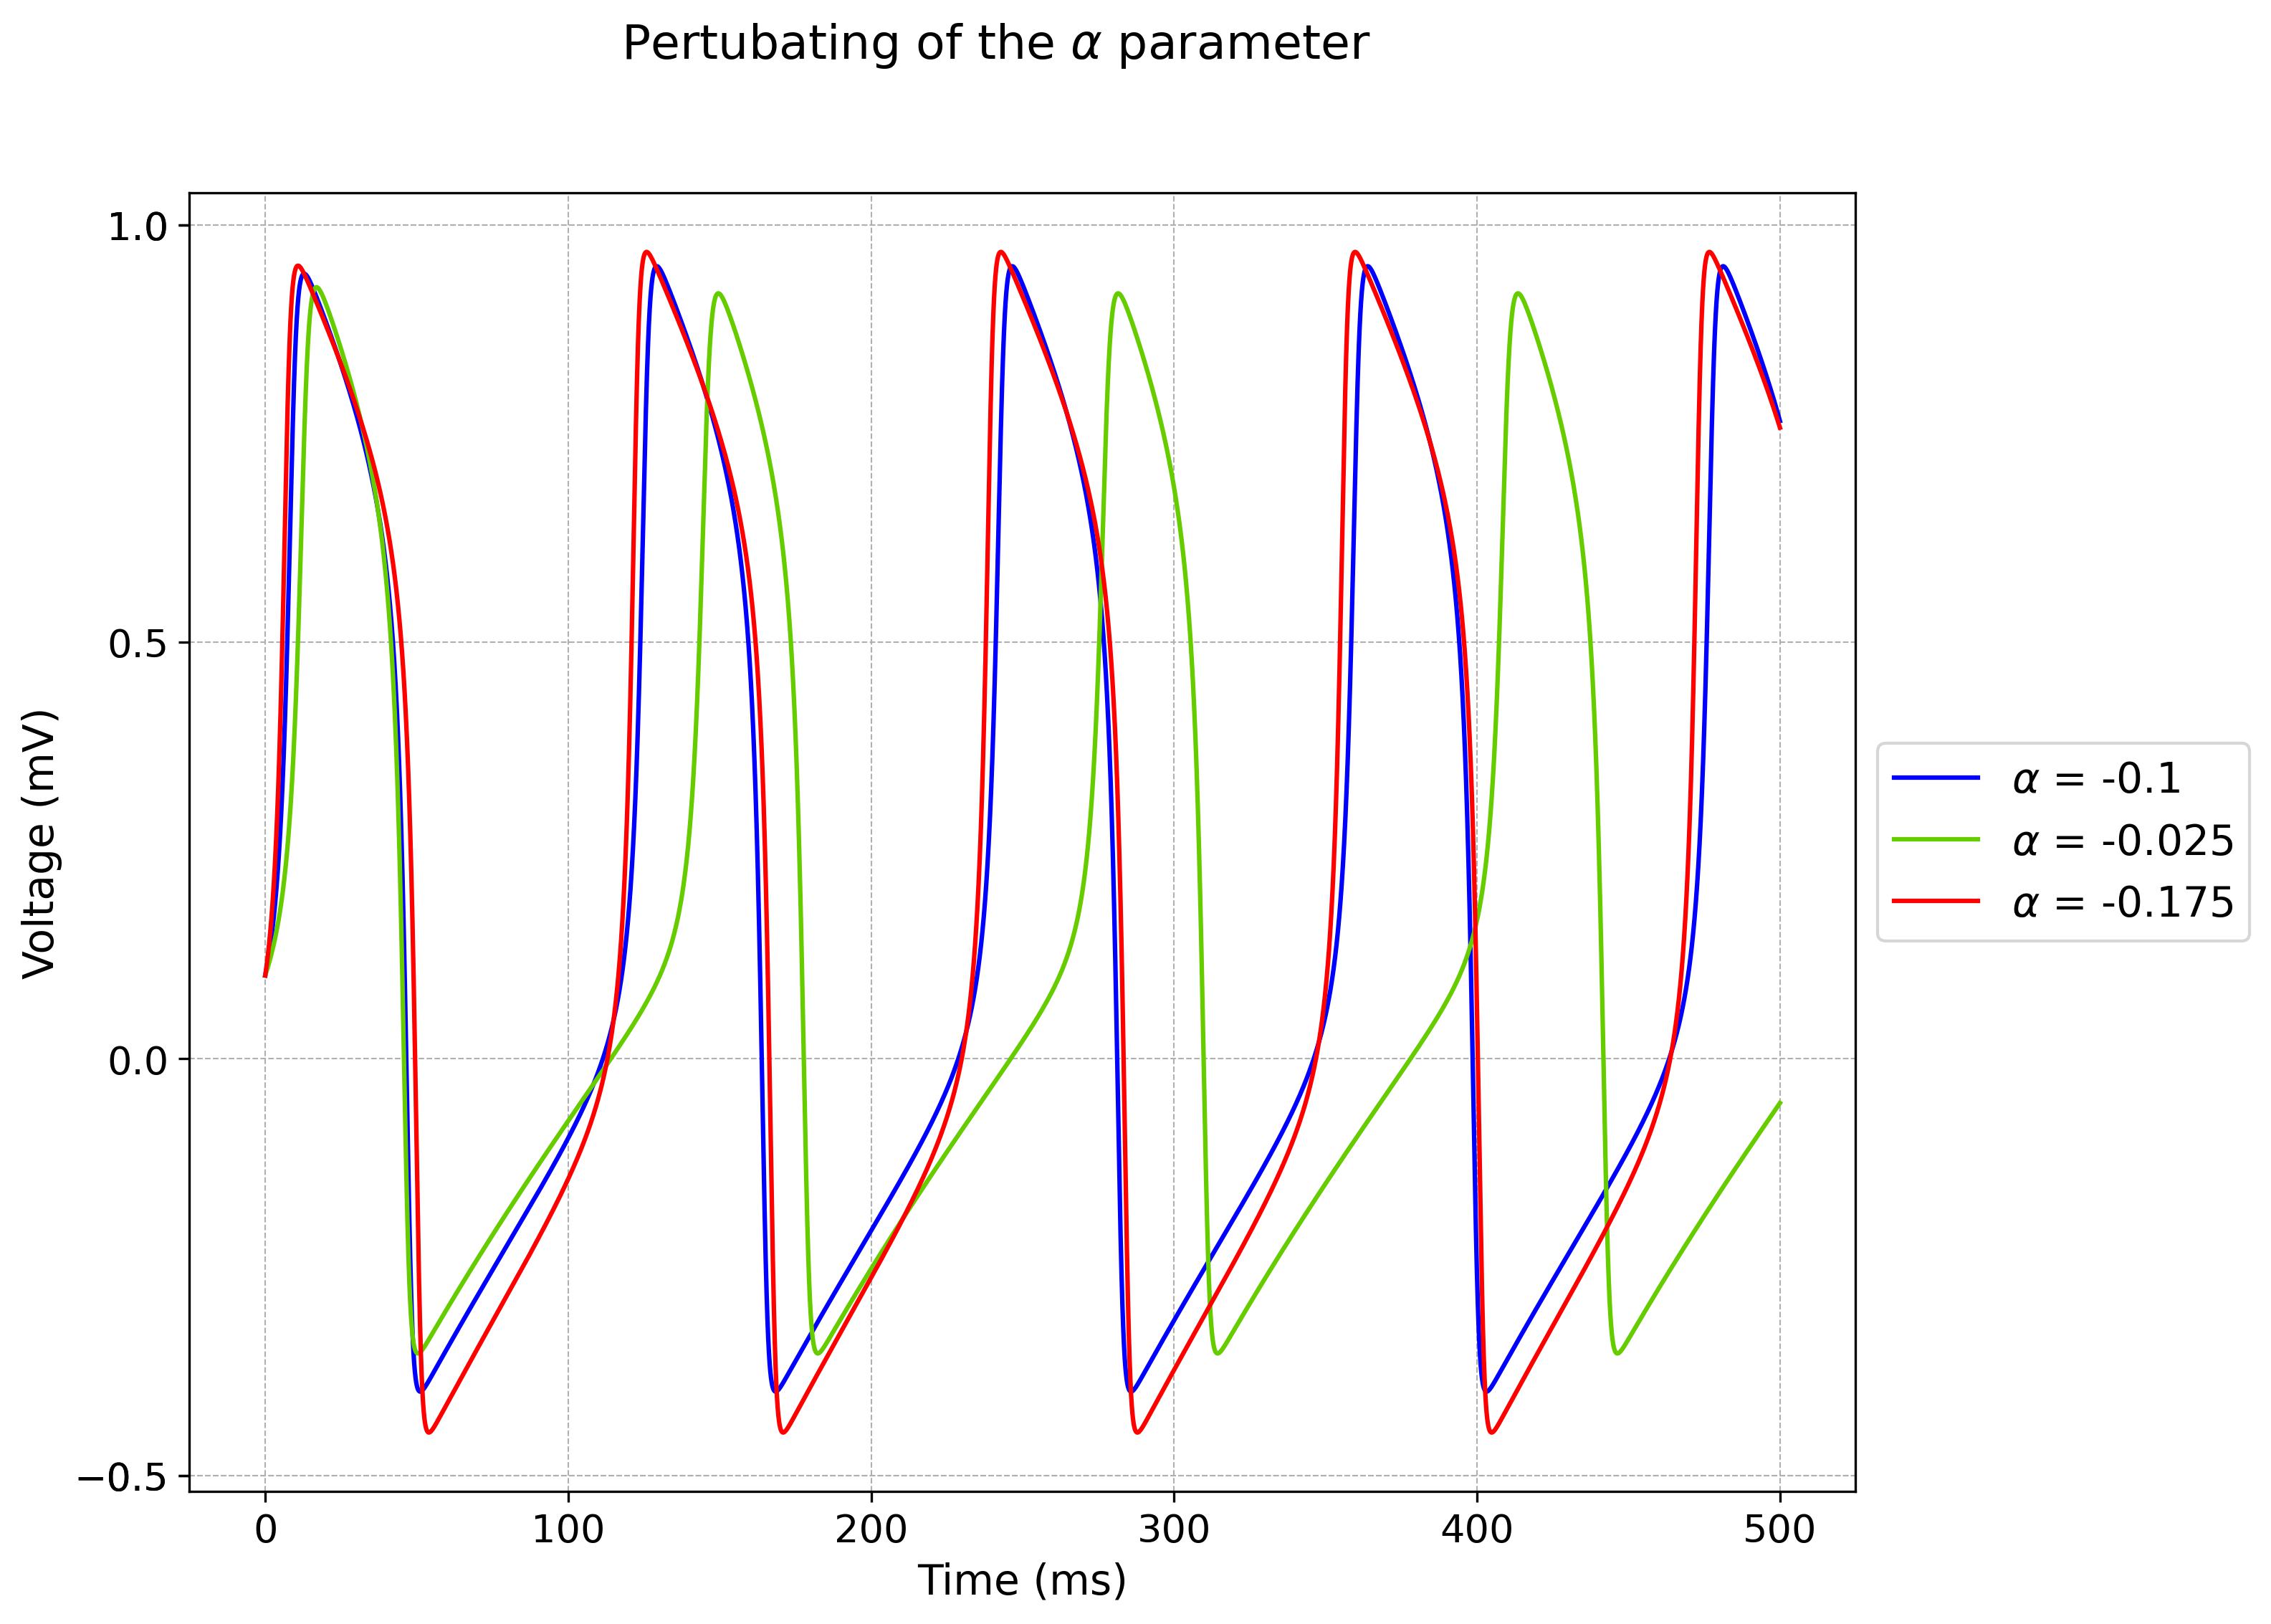 Pertubating of the α parameter
1.0
0.5
0.0
−0.5
Voltage (mV)
0 100 200 300 400 500
Time (ms)
α = -0.1
α = -0.025
α = -0.175